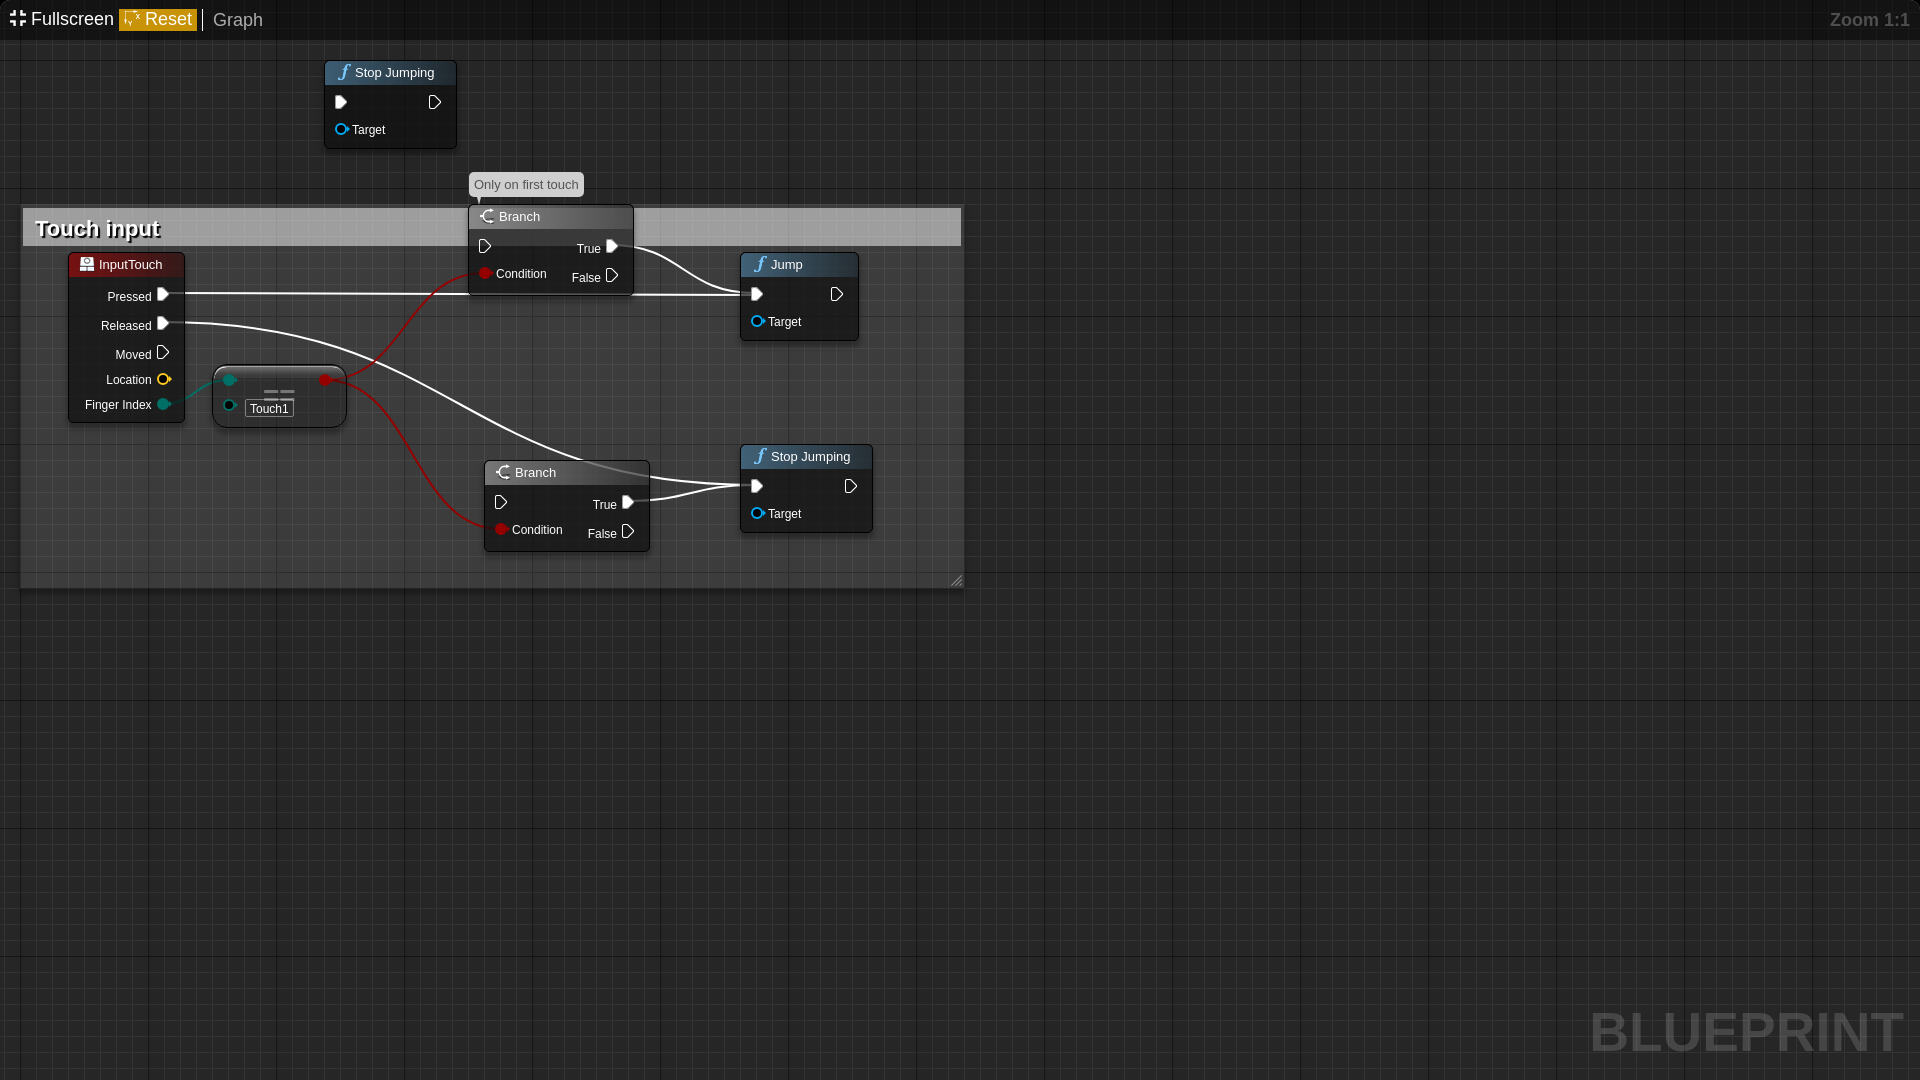 Fullscreen Reset Graph Zoom 1:1
Stop Jumping
Target
Only on first touch
Touch input
Branch
True
Condition
False
InputTouch
Pressed
Released
Moved
Location
Finger Index
Touch1
Jump
Target
Branch
True
Condition
False
Stop Jumping
Target
BLUEPRINT